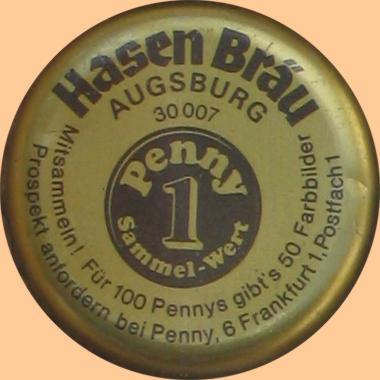 Hasen Bräu
AUGSBURG
30 007
Penny
1
Sammel-Wert
Mitsammeln! Für 100 Pennys gibt's 50 Farbbilder
Prospekt anfordern bei Penny, 6 Frankfurt 1, Postfach 1